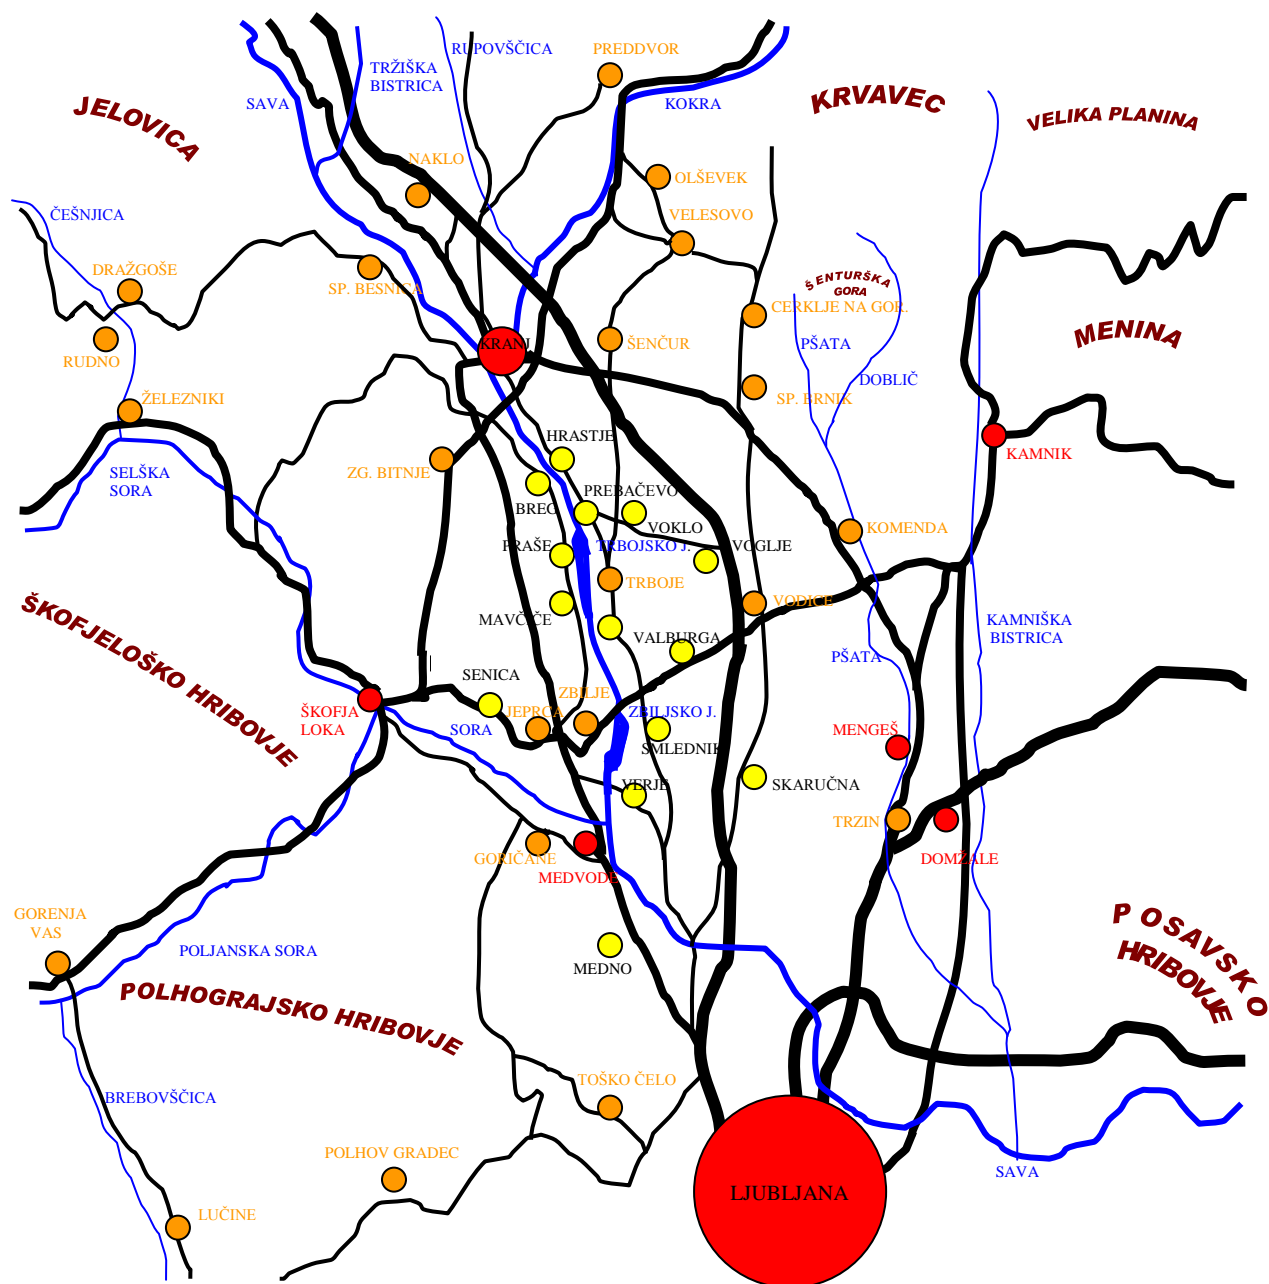 RUPOVŠČICA
PREDDVOR
TRŽIŠKA
BISTRICA
SAVA
KOKRA
KRVAVEC
VELIKA PLANINA
JELOVICA
NAKLO
OLŠEVEK
VELESOVO
ČEŠNJICA
DRAŽGOŠE
SP. BESNICA
ŠENTURŠKA
GORA
CERKLJE NA GOR.
RUDNO
KRANJ
ŠENČUR
PŠATA
MENINA
DOBLIČ
ŽELEZNIKI
SP. BRNIK
HRASTJE
KAMNIK
SELŠKA
SORA
ZG. BITNJE
PREBAČEVO
BREG
VOKLO
KOMENDA
PRAŠE
TRBOJSKO J.
VOGLJE
TRBOJE
VODICE
ŠKOFJELOŠKO HRIBOVJE
MAVČIČE
VALBURGA
KAMNIŠKA
BISTRICA
PŠATA
SENICA
ZBILJE
ŠKOFJA
LOKA
JEPRCA
ZBILJSKO J.
SORA
MENGEŠ
SMLEDNIK
VERJE
SKARUČNA
TRZIN
GORIČANE
DOMŽALE
MEDVODE
GORENJA
VAS
POSAVSKO
HRIBOVJE
POLJANSKA SORA
MEDNO
POLHOGRAJSKO HRIBOVJE
TOŠKO ČELO
BREBOVŠČICA
POLHOV GRADEC
SAVA
LJUBLJANA
LUČINE